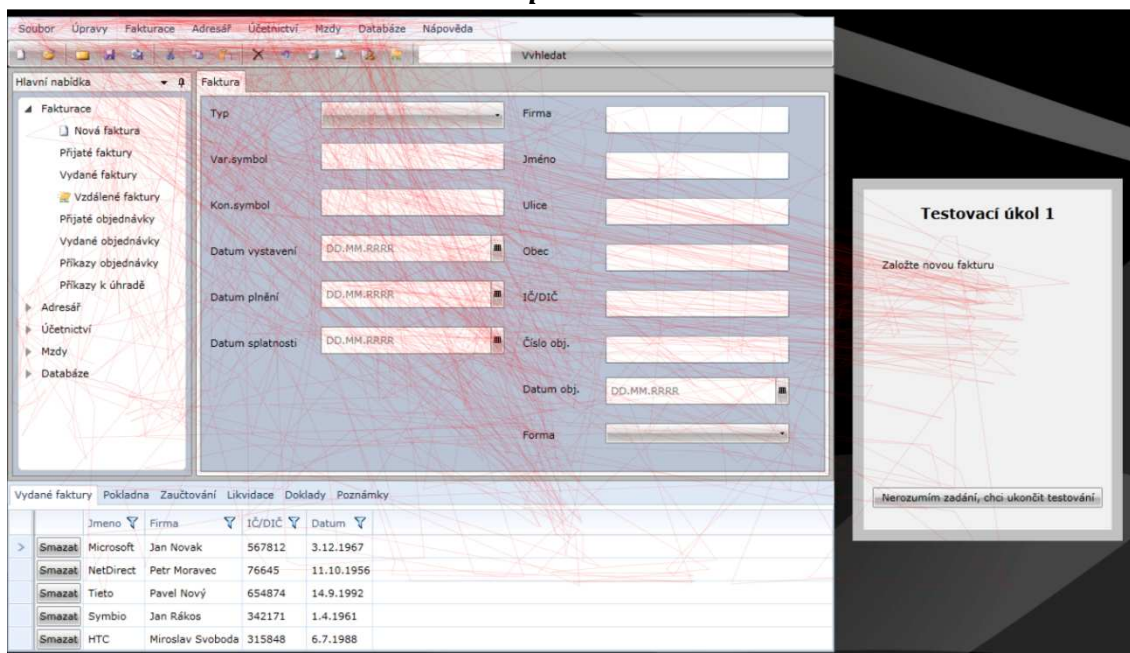 Soubor Úpravy Fakturace Adresář Účetnictví Mzdy Databáze Nápověda
Vyhledat
Hlavní nabídka
Faktura
Fakturace
Nová faktura
Přijaté faktury
Vydané faktury
Vzdálené faktury
Přijaté objednávky
Vydané objednávky
Příkazy objednávky
Příkazy k úhradě
Adresář
Účetnictví
Mzdy
Databáze
Typ
Var.symbol
Kon.symbol
Datum vystavení DD.MM.RRRR
Datum plnění DD.MM.RRRR
Datum splatnosti DD.MM.RRRR
Firma
Jméno
Ulice
Obec
IČ/DIČ
Číslo obj.
Datum obj. DD.MM.RRRR
Forma
Testovací úkol 1
Založte novou fakturu
Nerozumím zadání, chci ukončit testování
Vydané faktury Pokladna Zaučtování Likvidace Doklady Poznámky
Jmeno Firma IČ/DIČ Datum
Smazat Microsoft Jan Novak 567812 3.12.1967
Smazat NetDirect Petr Moravec 76645 11.10.1956
Smazat Tieto Pavel Nový 654874 14.9.1992
Smazat Symbio Jan Rákos 342171 1.4.1961
Smazat HTC Miroslav Svoboda 315848 6.7.1988